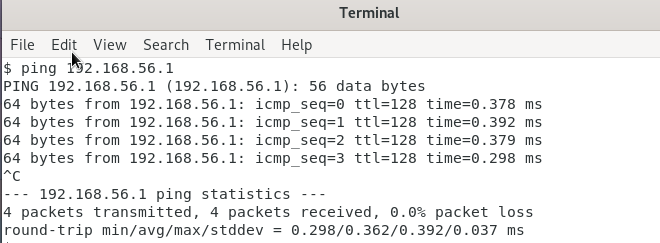 Terminal
File Edit View Search Terminal Help
$ ping 192.168.56.1
PING 192.168.56.1 (192.168.56.1): 56 data bytes
64 bytes from 192.168.56.1: icmp_seq=0 ttl=128 time=0.378 ms
64 bytes from 192.168.56.1: icmp_seq=1 ttl=128 time=0.392 ms
64 bytes from 192.168.56.1: icmp_seq=2 ttl=128 time=0.379 ms
64 bytes from 192.168.56.1: icmp_seq=3 ttl=128 time=0.298 ms
^C
--- 192.168.56.1 ping statistics ---
4 packets transmitted, 4 packets received, 0.0% packet loss
round-trip min/avg/max/stddev = 0.298/0.362/0.392/0.037 ms